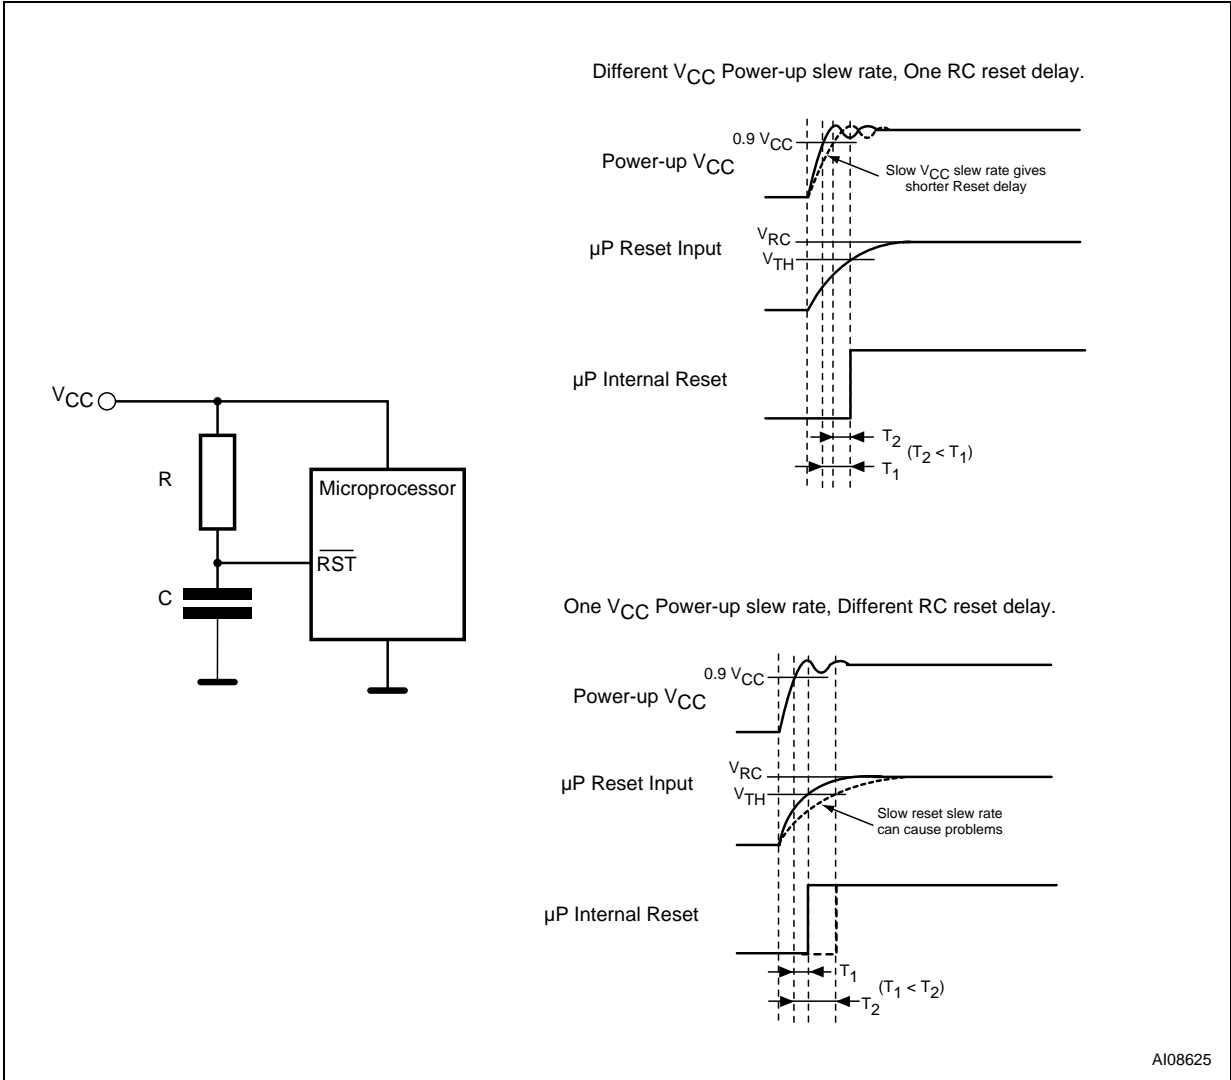 Different VCC Power-up slew rate, One RC reset delay.
0.9 VCC
Power-up VCC
Slow VCC slew rate gives
shorter Reset delay
µP Reset Input
VRC
VTH
µP Internal Reset
T2
(T2 < T1)
T1
VCC
R
Microprocessor
RST
C
One VCC Power-up slew rate, Different RC reset delay.
0.9 VCC
Power-up VCC
µP Reset Input
VRC
VTH
Slow reset slew rate
can cause problems
µP Internal Reset
T1
(T1 < T2)
T2
AI08625